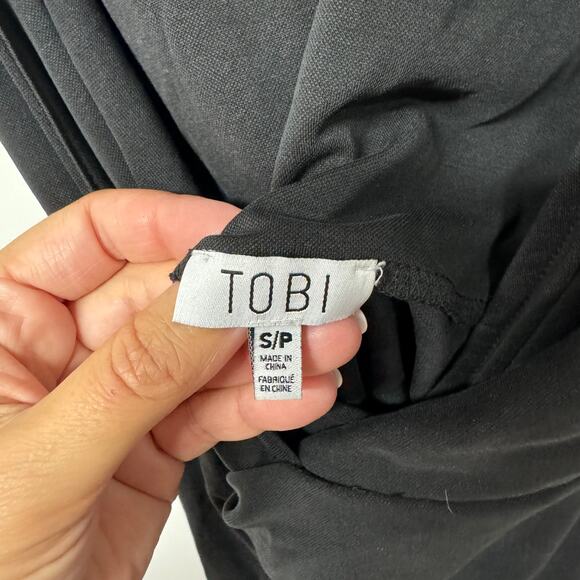 TOBI
S/P
MADE IN
CHINA
FABRIQUÉ
EN CHINE